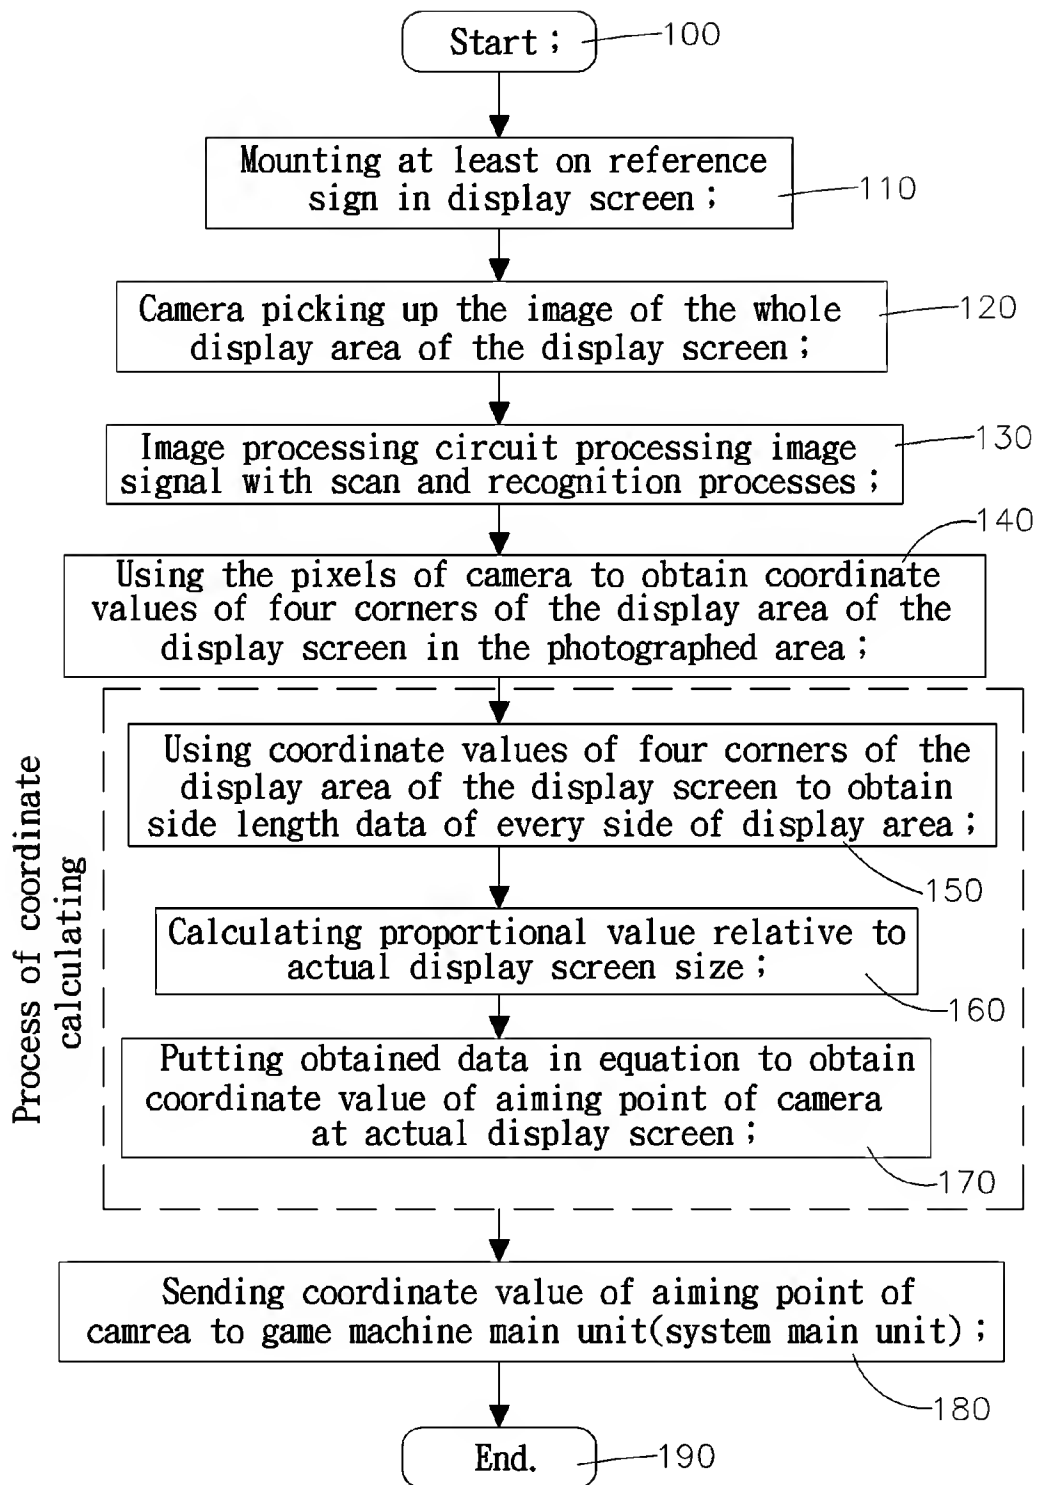 Start;
100
Mounting at least on reference
sign in display screen;
110
Camera picking up the image of the whole
display area of the display screen;
120
Image processing circuit processing image
signal with scan and recognition processes;
130
Using the pixels of camera to obtain coordinate
values of four corners of the display area of the
display screen in the photographed area;
140
Process of coordinate
calculating
Using coordinate values of four corners of the
display area of the display screen to obtain
side length data of every side of display area;
150
Calculating proportional value relative to
actual display screen size;
160
Putting obtained data in equation to obtain
coordinate value of aiming point of camera
at actual display screen;
170
Sending coordinate value of aiming point of
camrea to game machine main unit(system main unit);
180
End.
190